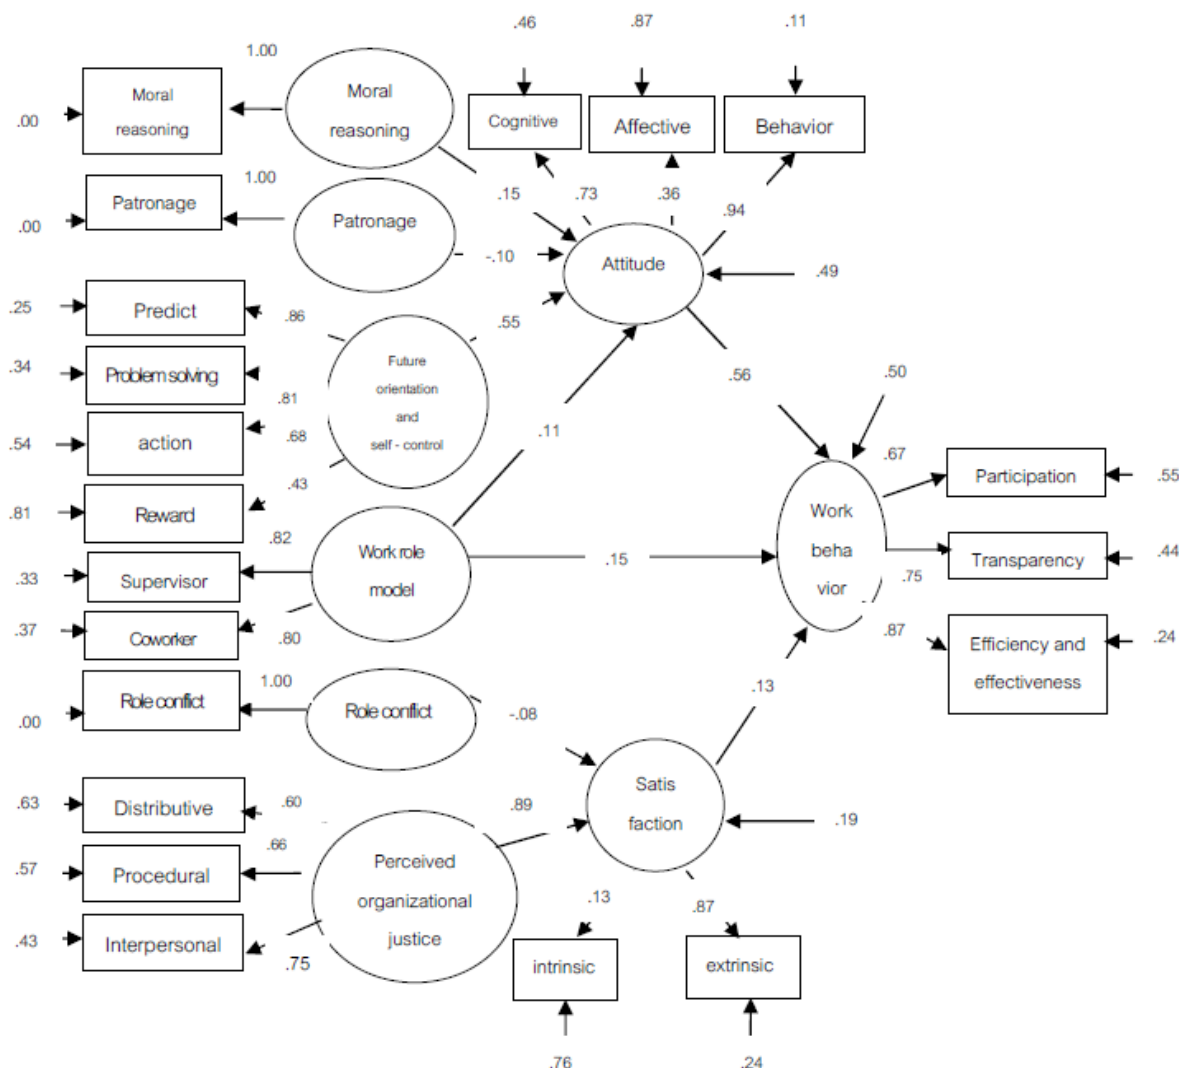 .46
.87
.11
1.00
Moral
reasoning
.00
Moral
reasoning
Cognitive
Affective
Behavior
1.00
Patronage
.00
Patronage
.15
.73
.36
.94
-.10
Attitude
.49
.25
Predict
.86
.55
.34
Problem solving
.81
Future
orientation
and
self - control
.56
.50
.54
action
.68
.11
.67
Participation
.55
.43
.81
Reward
.82
Work role
model
.15
Work
beha
vior
Transparency
.44
.75
.33
Supervisor
.37
Coworker
.80
.87
Efficiency and
effectiveness
.24
1.00
Role conflict
.00
Role conflict
-.08
.13
Satis
faction
.19
.63
Distributive
.60
.89
.66
.57
Procedural
Perceived
organizational
justice
.13
.87
.43
Interpersonal
.75
intrinsic
extrinsic
.76
.24